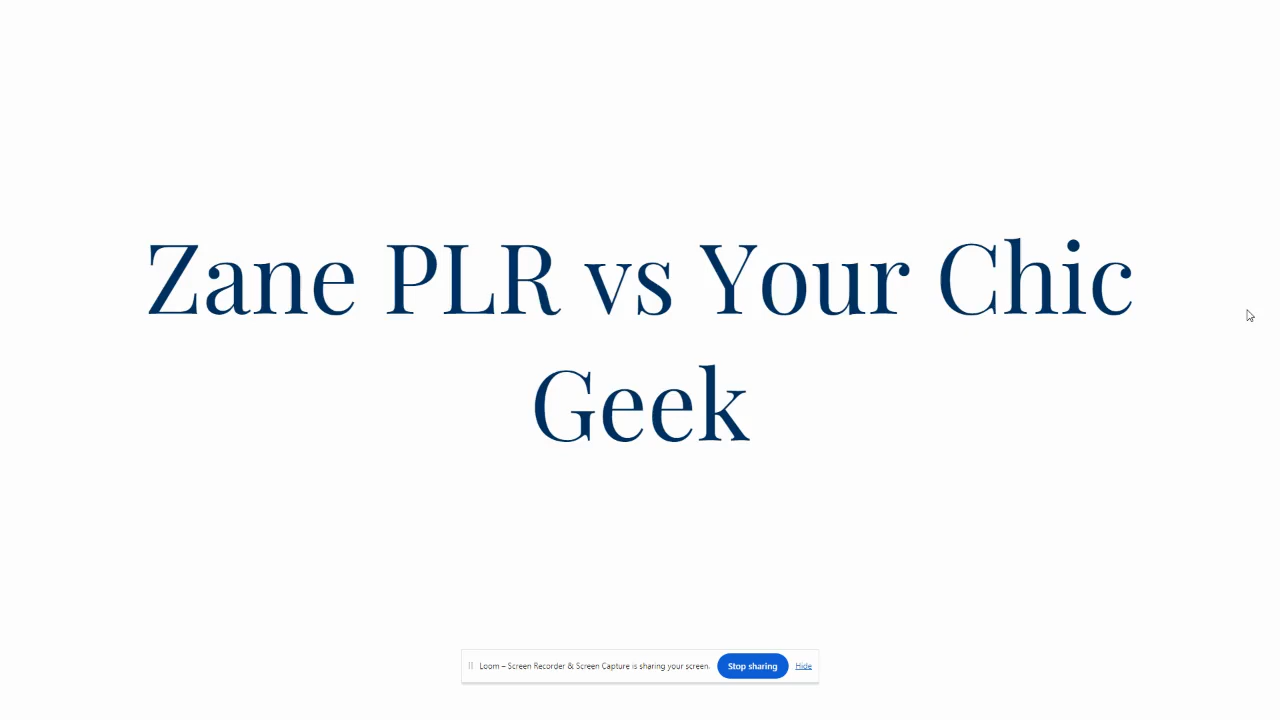 Zane PLR vs Your Chic
Geek
Loom – Screen Recorder & Screen Capture is sharing your screen. Stop sharing Hide